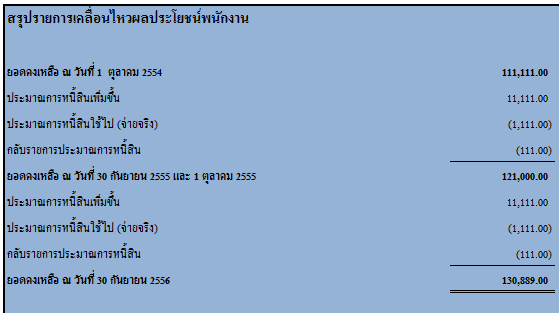 สรุปรายการเคลื่อนไหวผลประโยชน์พนักงาน
ยอดคงเหลือ ณ วันที่ 1 ตุลาคม 2554 111,111.00
ประมาณการหนี้สินเพิ่มขึ้น 11,111.00
ประมาณการหนี้สินใช้ไป (จ่ายจริง) (1,111.00)
กลับรายการประมาณการหนี้สิน (111.00)
ยอดคงเหลือ ณ วันที่ 30 กันยายน 2555 และ 1 ตุลาคม 2555 121,000.00
ประมาณการหนี้สินเพิ่มขึ้น 11,111.00
ประมาณการหนี้สินใช้ไป (จ่ายจริง) (1,111.00)
กลับรายการประมาณการหนี้สิน (111.00)
ยอดคงเหลือ ณ วันที่ 30 กันยายน 2556 130,889.00